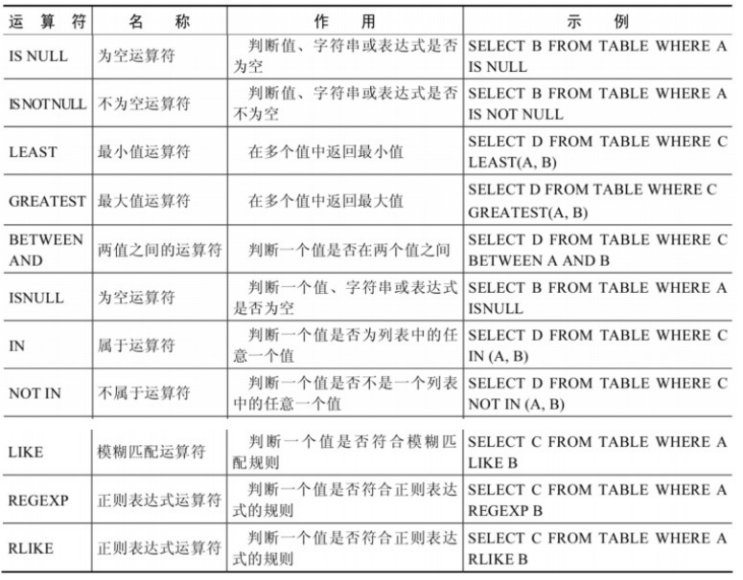 运算符 名称 作用 示例
IS NULL 为空运算符 判断值、字符串或表达式是否为空 SELECT B FROM TABLE WHERE A IS NULL
IS NOT NULL 不为空运算符 判断值、字符串或表达式是否不为空 SELECT B FROM TABLE WHERE A IS NOT NULL
LEAST 最小值运算符 在多个值中返回最小值 SELECT D FROM TABLE WHERE C LEAST(A, B)
GREATEST 最大值运算符 在多个值中返回最大值 SELECT D FROM TABLE WHERE C GREATEST(A, B)
BETWEEN AND 两值之间的运算符 判断一个值是否在两个值之间 SELECT D FROM TABLE WHERE C BETWEEN A AND B
ISNULL 为空运算符 判断一个值、字符串或表达式是否为空 SELECT B FROM TABLE WHERE A ISNULL
IN 属于运算符 判断一个值是否为列表中的任意一个值 SELECT D FROM TABLE WHERE C IN (A, B)
NOT IN 不属于运算符 判断一个值是否不是一个列表中的任意一个值 SELECT D FROM TABLE WHERE C NOT IN (A, B)
LIKE 模糊匹配运算符 判断一个值是否符合模糊匹配规则 SELECT C FROM TABLE WHERE A LIKE B
REGEXP 正则表达式运算符 判断一个值是否符合正则表达式的规则 SELECT C FROM TABLE WHERE A REGEXP B
RLIKE 正则表达式运算符 判断一个值是否符合正则表达式的规则 SELECT C FROM TABLE WHERE A RLIKE B